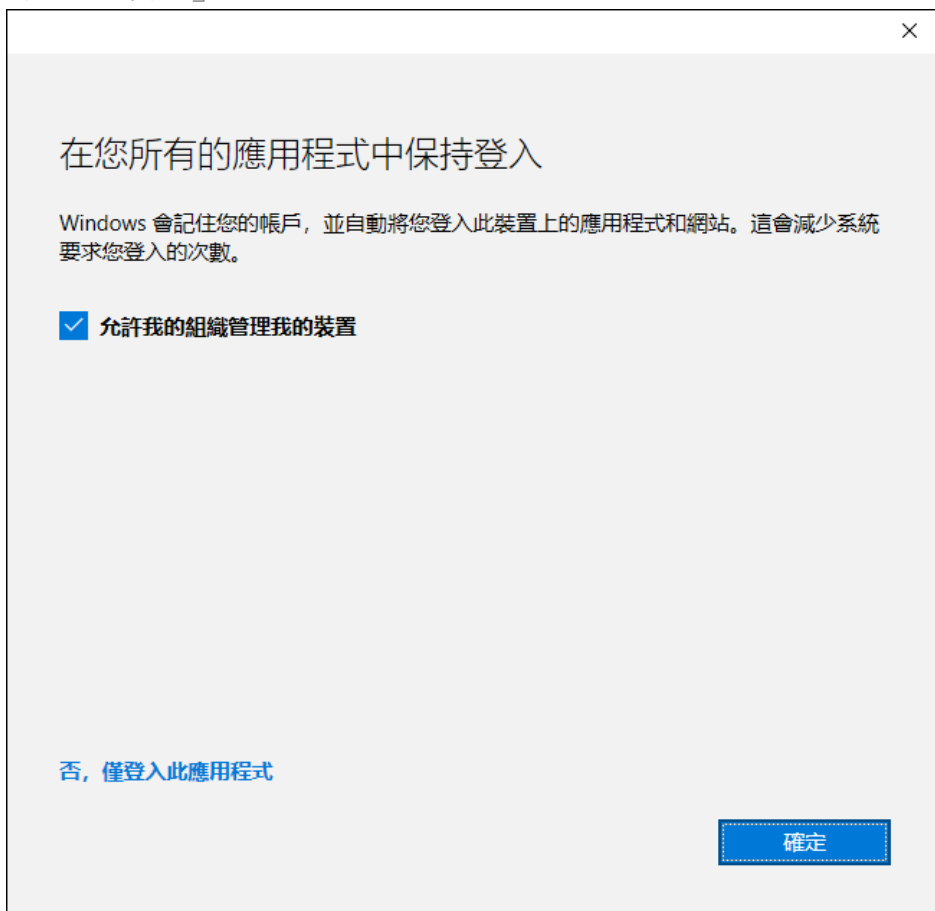 在您所有的應用程式中保持登入
Windows 會記住您的帳戶，並自動將您登入此裝置上的應用程式和網站。這會減少系統
要求您登入的次數。
允許我的組織管理我的裝置
否，僅登入此應用程式
確定